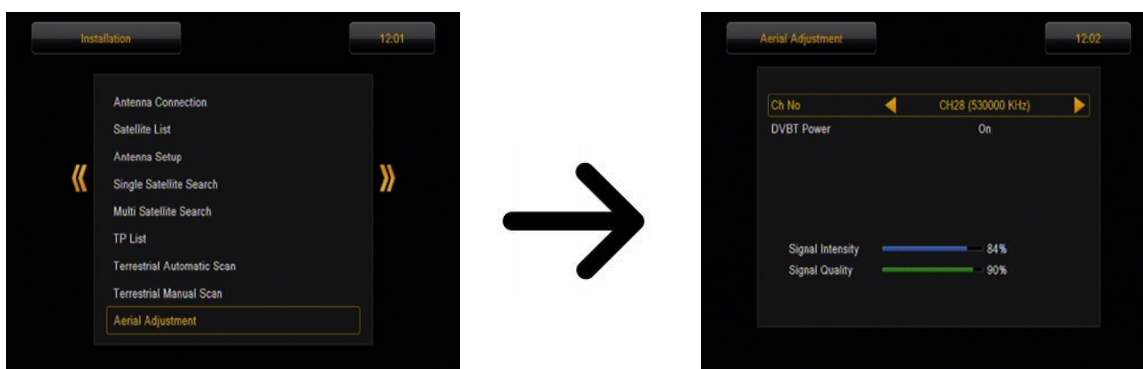 Installation
12:01
Antenna Connection
Satellite List
Antenna Setup
Single Satellite Search
Multi Satellite Search
TP List
Terrestrial Automatic Scan
Terrestrial Manual Scan
Aerial Adjustment
Aerial Adjustment
12:02
Ch No CH28 (530000 KHz)
DVBT Power On
Signal Intensity 84%
Signal Quality 90%